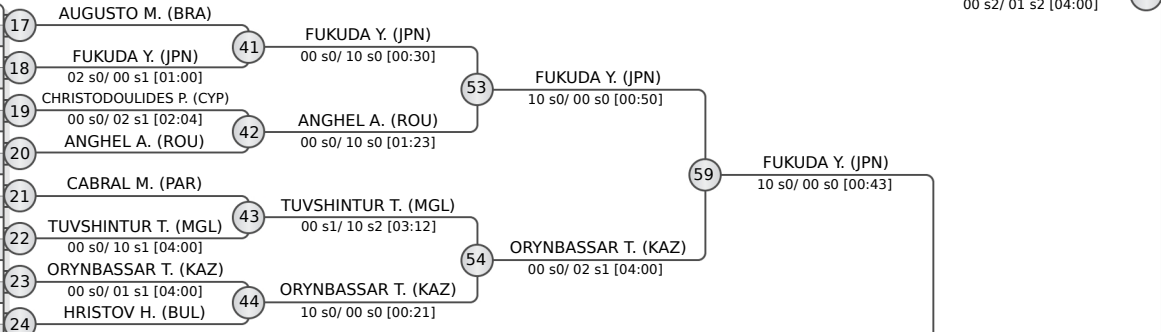 00 s2/ 01 s2 [04:00]
17
AUGUSTO M. (BRA)
41
FUKUDA Y. (JPN)
00 s0/ 10 s0 [00:30]
18
FUKUDA Y. (JPN)
02 s0/ 00 s1 [01:00]
53
FUKUDA Y. (JPN)
10 s0/ 00 s0 [00:50]
19
CHRISTODOULIDES P. (CYP)
00 s0/ 02 s1 [02:04]
42
ANGHEL A. (ROU)
00 s0/ 10 s0 [01:23]
20
ANGHEL A. (ROU)
59
FUKUDA Y. (JPN)
10 s0/ 00 s0 [00:43]
21
CABRAL M. (PAR)
43
TUVSHINTUR T. (MGL)
00 s1/ 10 s2 [03:12]
22
TUVSHINTUR T. (MGL)
00 s0/ 10 s1 [04:00]
54
ORYNBASSAR T. (KAZ)
00 s0/ 02 s1 [04:00]
23
ORYNBASSAR T. (KAZ)
00 s0/ 01 s1 [04:00]
44
ORYNBASSAR T. (KAZ)
10 s0/ 00 s0 [00:21]
24
HRISTOV H. (BUL)